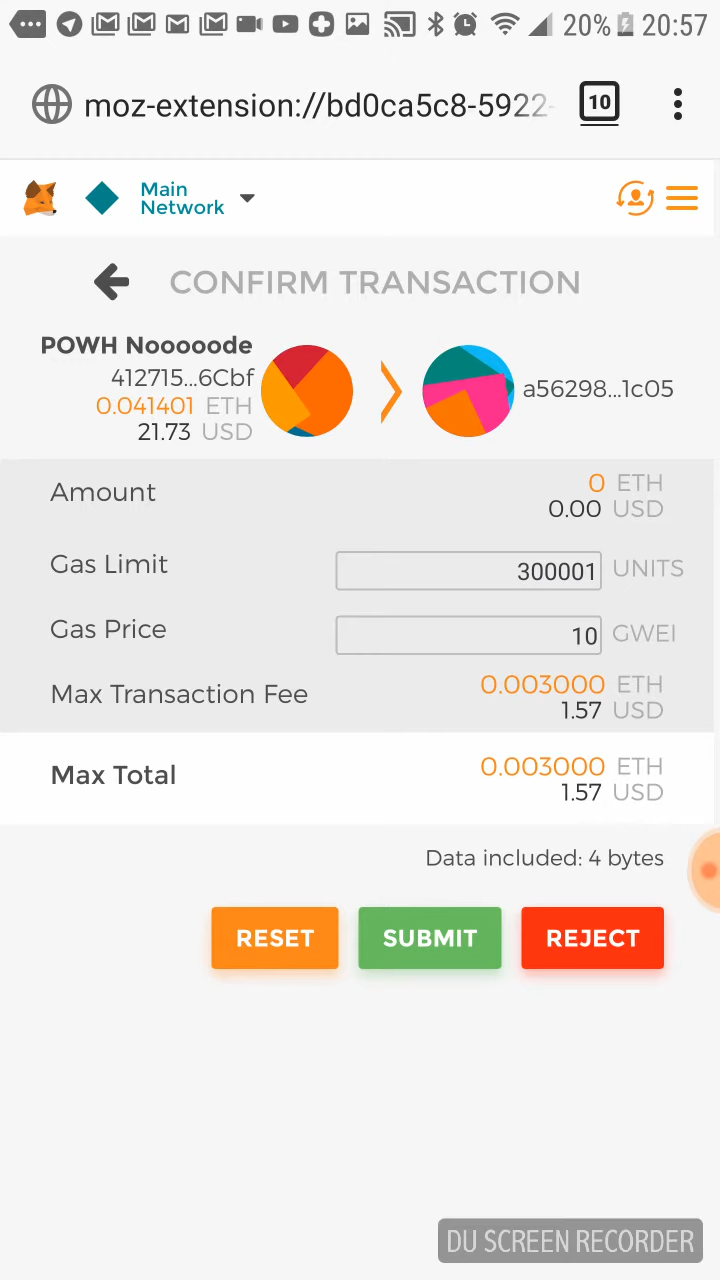 20% 20:57
moz-extension://bd0ca5c8-5922- 10
Main
Network
CONFIRM TRANSACTION
POWH Nooooode
412715...6Cbf
0.041401 ETH
21.73 USD
a56298...1c05
Amount 0 ETH
0.00 USD
Gas Limit 300001 UNITS
Gas Price 10 GWEI
Max Transaction Fee 0.003000 ETH
1.57 USD
Max Total 0.003000 ETH
1.57 USD
Data included: 4 bytes
RESET SUBMIT REJECT
DU SCREEN RECORDER